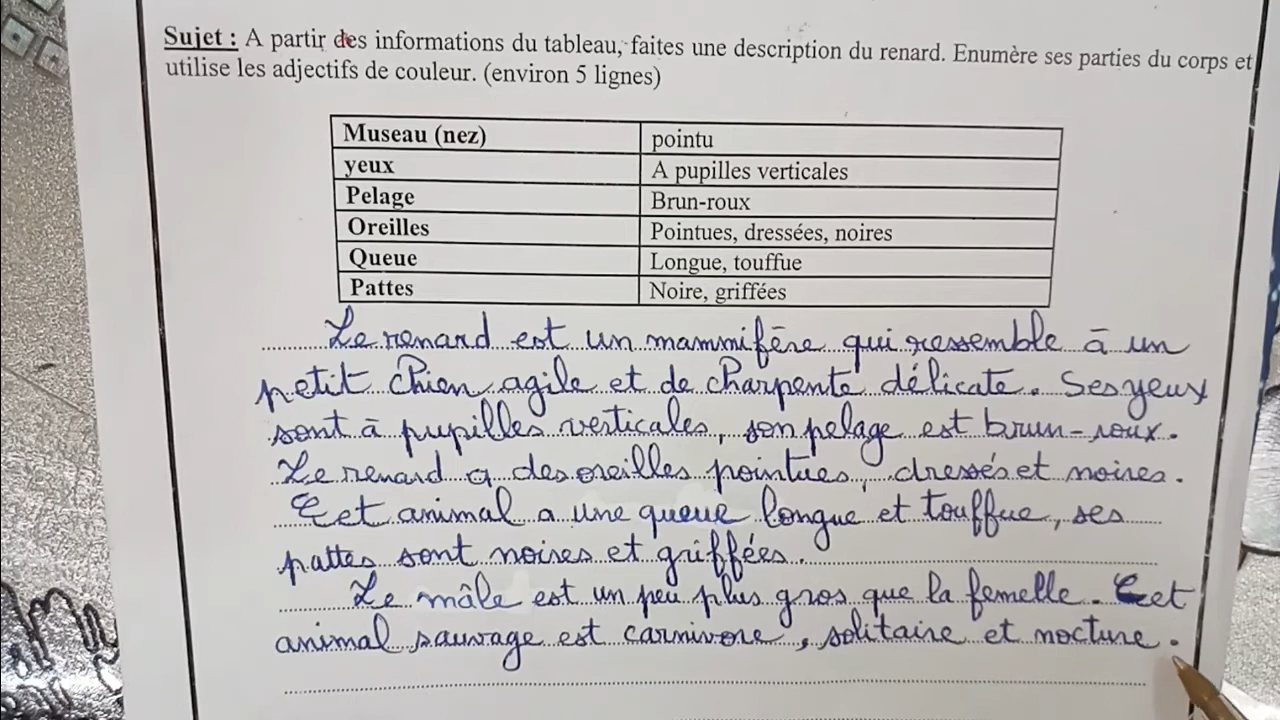 Sujet : A partir des informations du tableau, faites une description du renard. Enumère ses parties du corps et
utilise les adjectifs de couleur. (environ 5 lignes)
Museau (nez) pointu
yeux A pupilles verticales
Pelage Brun-roux
Oreilles Pointues, dressées, noires
Queue Longue, touffue
Pattes Noire, griffées
Le renard est un mammifère qui ressemble à un
petit chien agile et de charpente délicate. Ses yeux
sont à pupilles verticales, son pelage est brun-roux.
Le renard a des oreilles pointues, dressés et noires.
Cet animal a une queue longue et touffue, ses
pattes sont noires et griffées.
Le mâle est un peu plus gros que la femelle. Cet
animal sauvage est carnivore, solitaire et nocture.